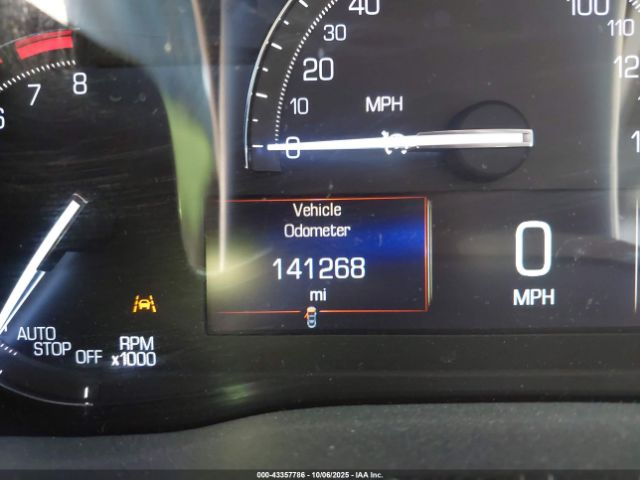 40
30
20
10
0
MPH
100
110
6
7
8
Vehicle
Odometer
141268
mi
0
MPH
AUTO
STOP
OFF
RPM
x1000
000-43357786 - 10/06/2025 - IAA Inc.